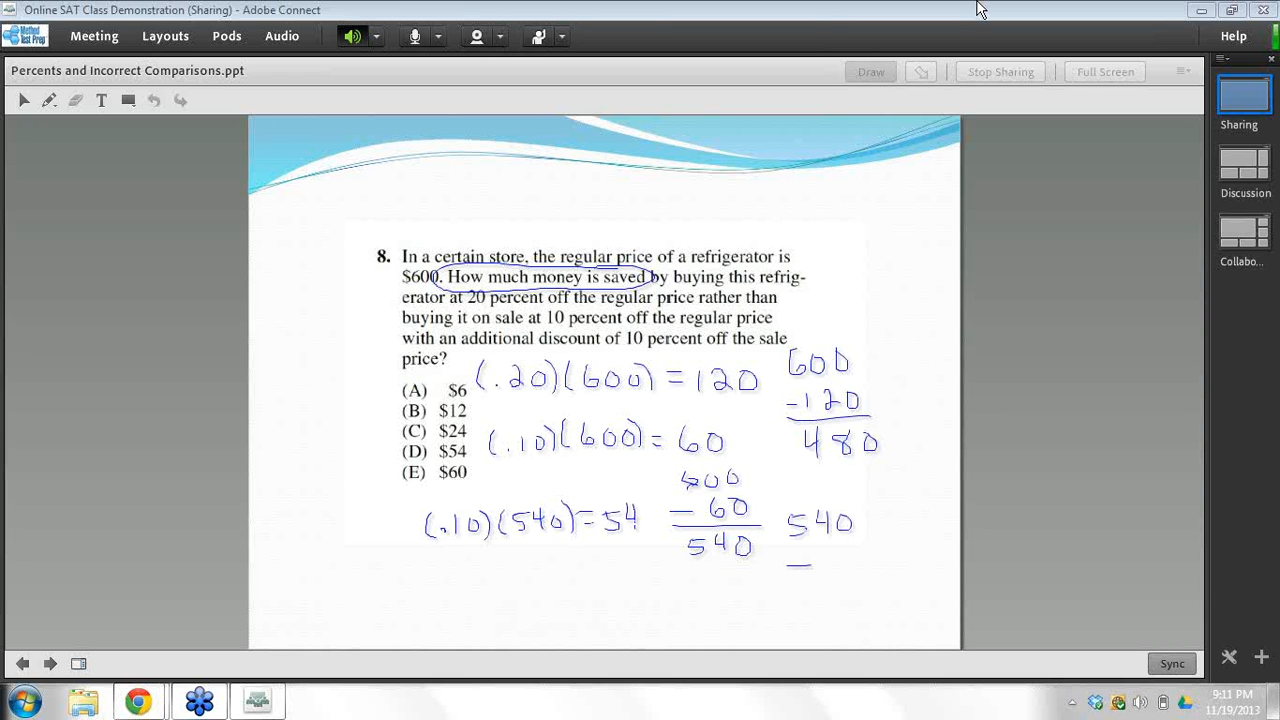 Online SAT Class Demonstration (Sharing) - Adobe Connect
Meeting Layouts Pods Audio Help
Percents and Incorrect Comparisons.ppt Draw Stop Sharing Full Screen
Sharing
Discussion
Collabo...
8. In a certain store, the regular price of a refrigerator is
$600. How much money is saved by buying this refrig-
erator at 20 percent off the regular price rather than
buying it on sale at 10 percent off the regular price
with an additional discount of 10 percent off the sale
price?
(A) $6
(B) $12
(C) $24
(D) $54
(E) $60
(.20)(600) = 120
600
-120
480
(.10)(600) = 60
600
- 60
540
(.10)(540) = 54
540
-
Sync
9:11 PM
11/19/2013